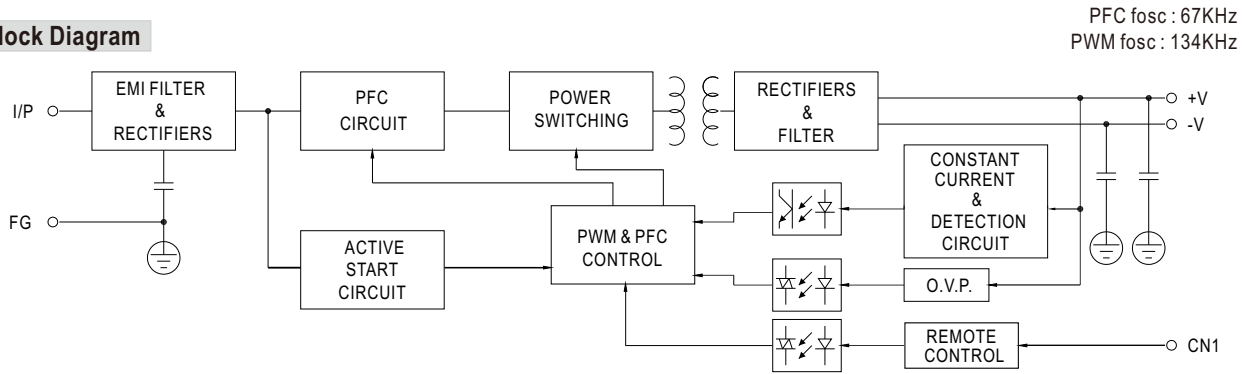 lock Diagram
PFC fosc : 67KHz
PWM fosc : 134KHz
I/P
EMI FILTER
&
RECTIFIERS
PFC
CIRCUIT
POWER
SWITCHING
RECTIFIERS
&
FILTER
+V
-V
FG
ACTIVE
START
CIRCUIT
PWM & PFC
CONTROL
CONSTANT
CURRENT
&
DETECTION
CIRCUIT
O.V.P.
REMOTE
CONTROL
CN1